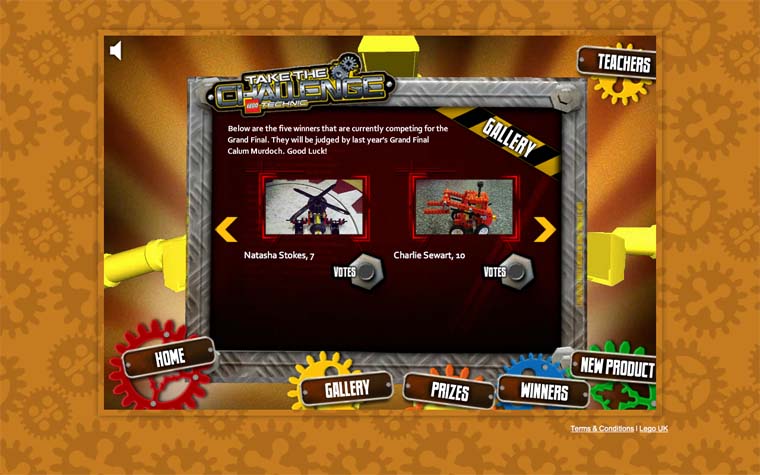 TEACHERS
TAKE THE
CHALLENGE
LEGO TECHNIC
GALLERY
Below are the five winners that are currently competing for the
Grand Final. They will be judged by last year's Grand Final
Calum Murdoch. Good Luck!
Natasha Stokes, 7
Charlie Sewart, 10
VOTES
VOTES
HOME
GALLERY
PRIZES
WINNERS
NEW PRODUCT
Terms & Conditions | Lego UK